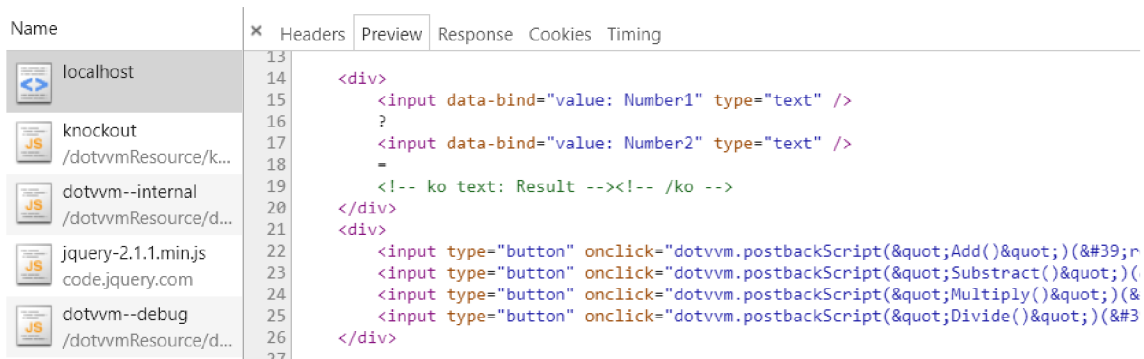 Name
localhost
knockout
/dotvvmResource/k...
dotvvm--internal
/dotvvmResource/d...
jquery-2.1.1.min.js
code.jquery.com
dotvvm--debug
/dotvvmResource/d...
× Headers Preview Response Cookies Timing
13
14 <div>
15 <input data-bind="value: Number1" type="text" />
16 ?
17 <input data-bind="value: Number2" type="text" />
18 =
19 <!-- ko text: Result --><!-- /ko -->
20 </div>
21 <div>
22 <input type="button" onclick="dotvvm.postbackScript(&quot;Add()&quot;)(&#39;r
23 <input type="button" onclick="dotvvm.postbackScript(&quot;Substract()&quot;)(
24 <input type="button" onclick="dotvvm.postbackScript(&quot;Multiply()&quot;)(&
25 <input type="button" onclick="dotvvm.postbackScript(&quot;Divide()&quot;)(&#3
26 </div>
27